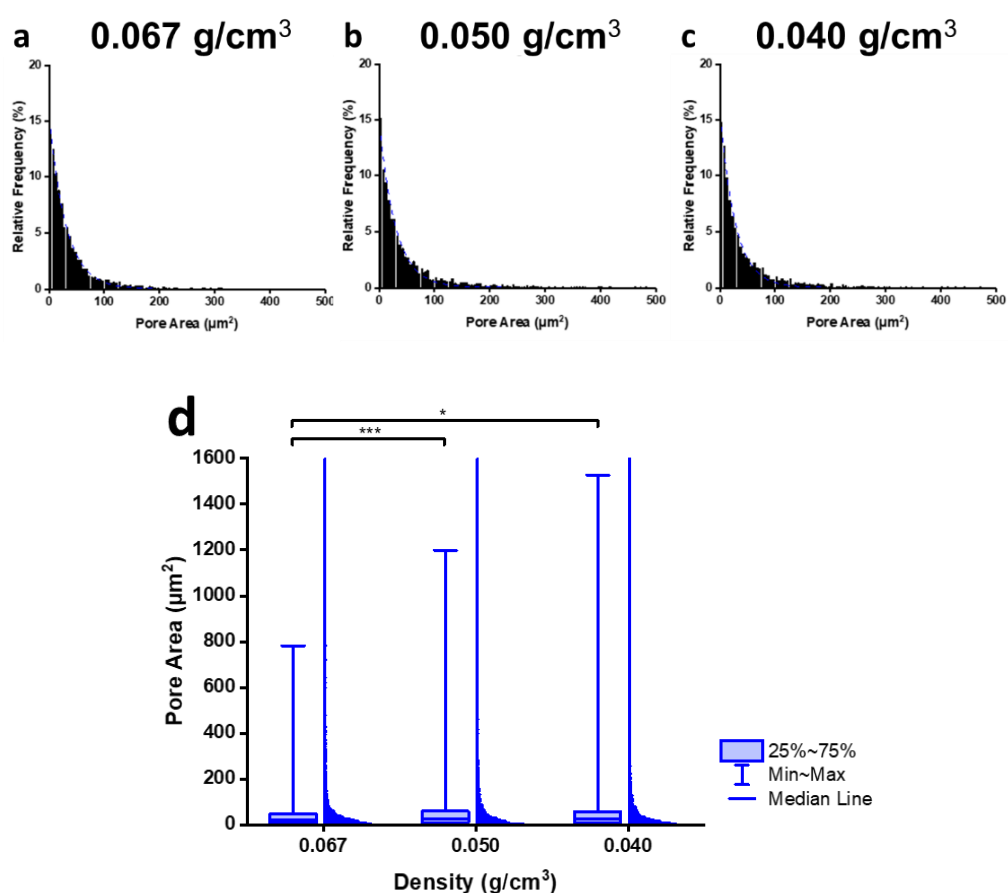 a 0.067 g/cm³ b 0.050 g/cm³ c 0.040 g/cm³
20 20 20
15 15 15
10 10 10
5 5 5
0 0 0
0 100 200 300 400 500 0 100 200 300 400 500 0 100 200 300 400 500
Relative Frequency (%) Relative Frequency (%) Relative Frequency (%)
Pore Area (µm²) Pore Area (µm²) Pore Area (µm²)
d
*
***
1600
1400
1200
1000
800
600
400
200
0
Pore Area (µm²)
0.067 0.050 0.040
Density (g/cm³)
25%~75%
Min~Max
Median Line